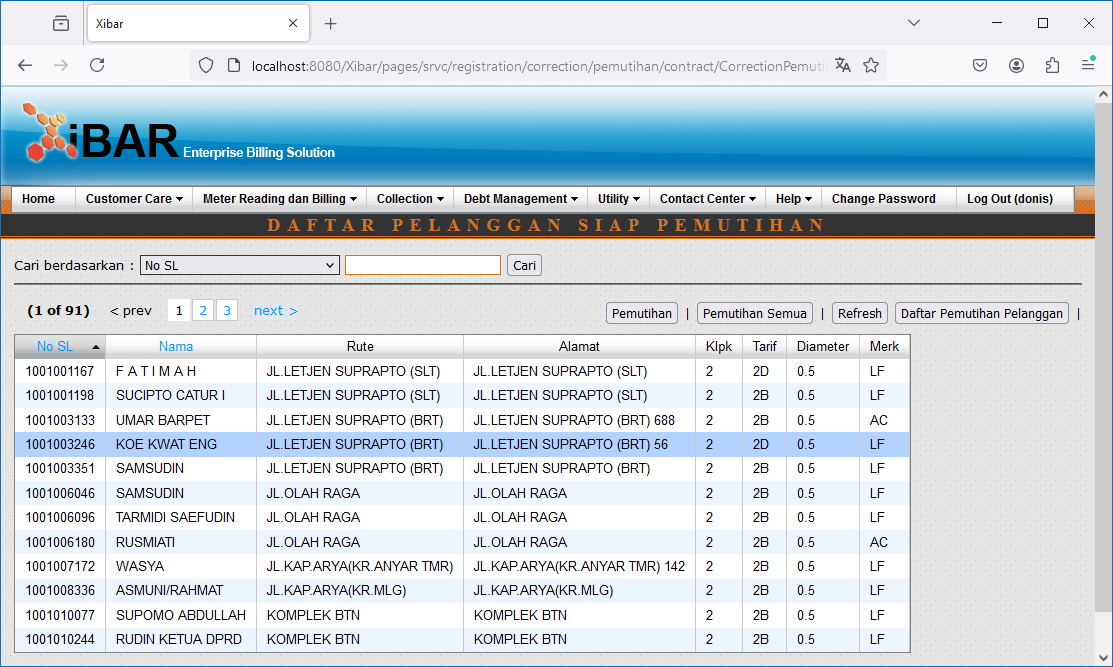 Xibar
localhost:8080/Xibar/pages/srvc/registration/correction/pemutihan/contract/CorrectionPemuti
iBAR Enterprise Billing Solution
Home Customer Care Meter Reading dan Billing Collection Debt Management Utility Contact Center Help Change Password Log Out (donis)
DAFTAR PELANGGAN SIAP PEMUTIHAN
Cari berdasarkan : No SL Cari
(1 of 91) < prev 1 2 3 next > Pemutihan | Pemutihan Semua | Refresh Daftar Pemutihan Pelanggan |
No SL Nama Rute Alamat Klpk Tarif Diameter Merk
1001001167 F A T I M A H JL.LETJEN SUPRAPTO (SLT) JL.LETJEN SUPRAPTO (SLT) 2 2D 0.5 LF
1001001198 SUCIPTO CATUR I JL.LETJEN SUPRAPTO (SLT) JL.LETJEN SUPRAPTO (SLT) 2 2B 0.5 LF
1001003133 UMAR BARPET JL.LETJEN SUPRAPTO (BRT) JL.LETJEN SUPRAPTO (BRT) 688 2 2B 0.5 AC
1001003246 KOE KWAT ENG JL.LETJEN SUPRAPTO (BRT) JL.LETJEN SUPRAPTO (BRT) 56 2 2D 0.5 LF
1001003351 SAMSUDIN JL.LETJEN SUPRAPTO (BRT) JL.LETJEN SUPRAPTO (BRT) 2 2B 0.5 LF
1001006046 SAMSUDIN JL.OLAH RAGA JL.OLAH RAGA 2 2B 0.5 LF
1001006096 TARMIDI SAEFUDIN JL.OLAH RAGA JL.OLAH RAGA 2 2B 0.5 LF
1001006180 RUSMIATI JL.OLAH RAGA JL.OLAH RAGA 2 2B 0.5 AC
1001007172 WASYA JL.KAP.ARYA(KR.ANYAR TMR) JL.KAP.ARYA(KR.ANYAR TMR) 142 2 2B 0.5 LF
1001008336 ASMUNI/RAHMAT JL.KAP.ARYA(KR.MLG) JL.KAP.ARYA(KR.MLG) 2 2B 0.5 LF
1001010077 SUPOMO ABDULLAH KOMPLEK BTN KOMPLEK BTN 2 2B 0.5 LF
1001010244 RUDIN KETUA DPRD KOMPLEK BTN KOMPLEK BTN 2 2B 0.5 LF